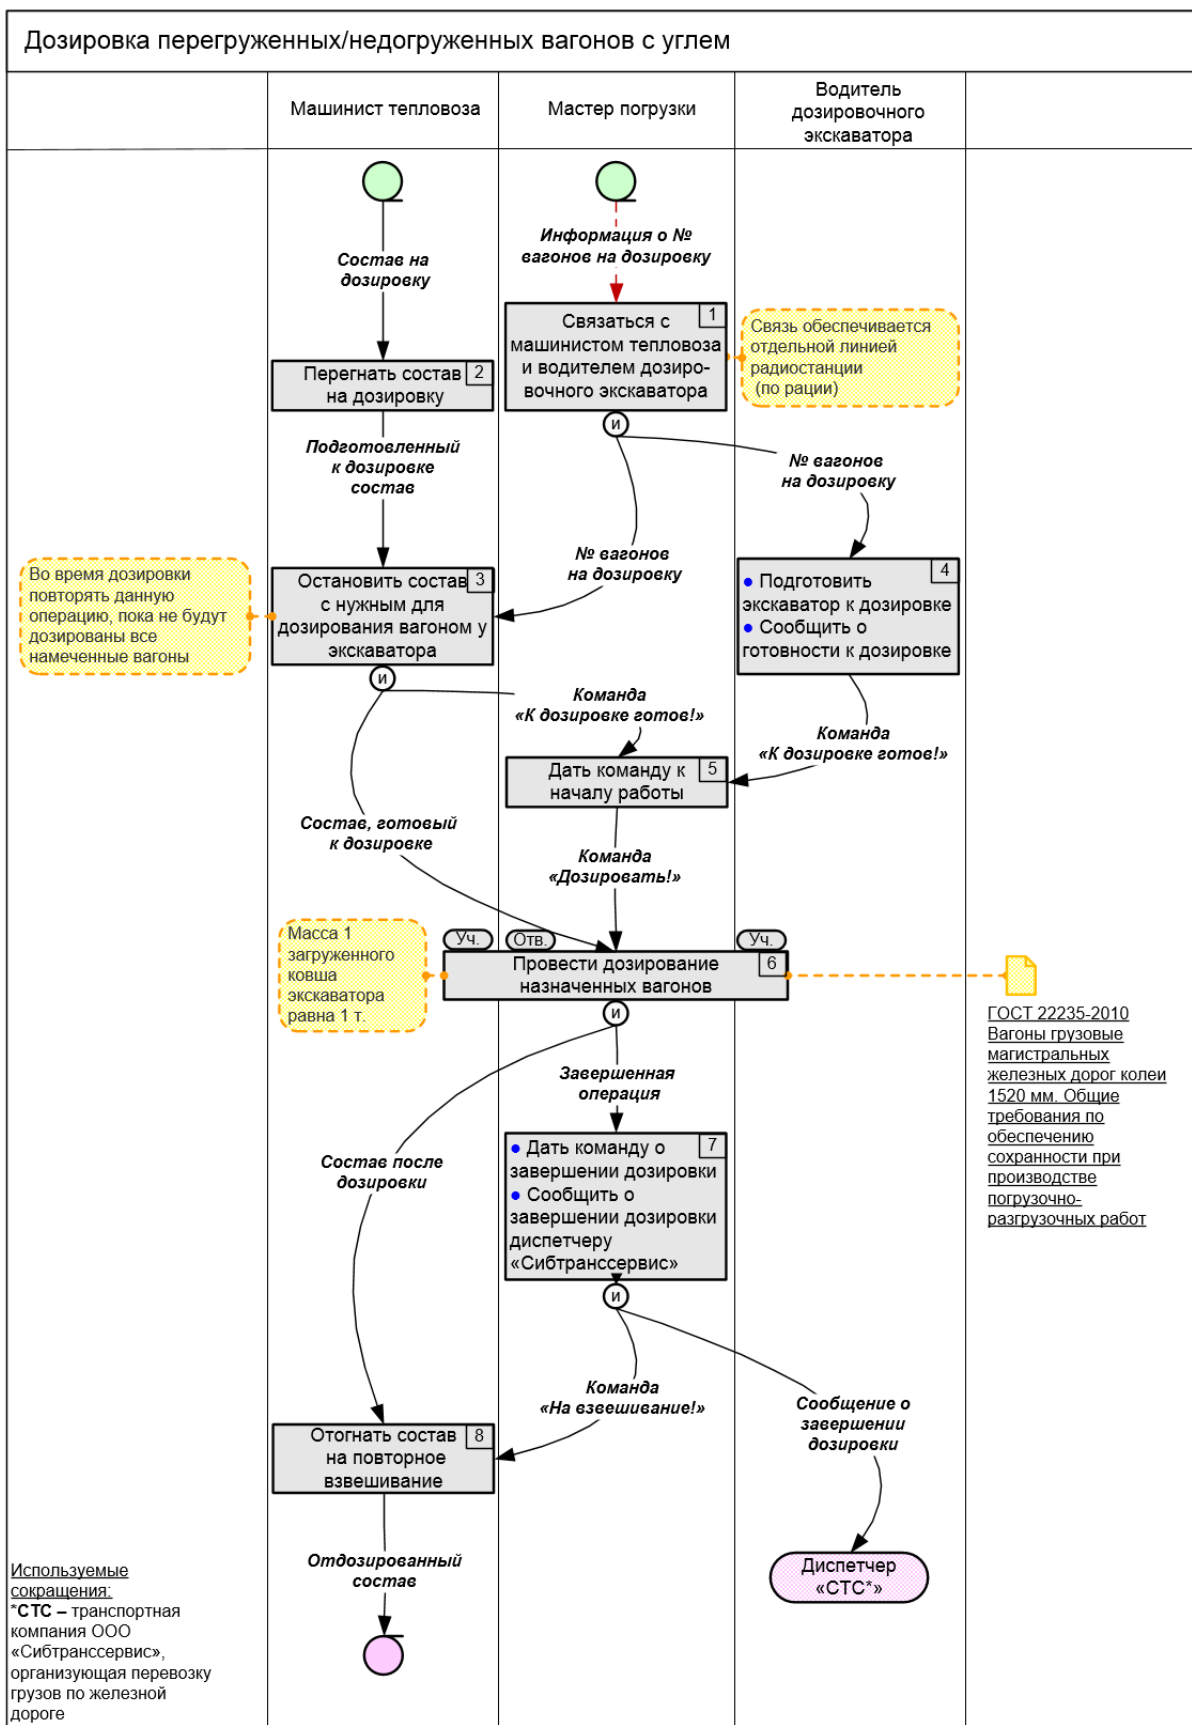 Дозировка перегруженных/недогруженных вагонов с углем
Машинист тепловоза
Мастер погрузки
Водитель
дозировочного
экскаватора
Состав на
дозировку
Информация о №
вагонов на дозировку
1
Связаться с
машинистом тепловоза
и водителем дозиро-
вочного экскаватора
Связь обеспечивается
отдельной линией
радиостанции
(по рации)
2
Перегнать состав
на дозировку
и
Подготовленный
к дозировке
состав
№ вагонов
на дозировку
№ вагонов
на дозировку
Во время дозировки
повторять данную
операцию, пока не будут
дозированы все
намеченные вагоны
3
Остановить состав
с нужным для
дозирования вагоном у
экскаватора
4
• Подготовить
экскаватор к дозировке
• Сообщить о
готовности к дозировке
и
Команда
«К дозировке готов!»
Команда
«К дозировке готов!»
5
Дать команду к
началу работы
Состав, готовый
к дозировке
Команда
«Дозировать!»
Масса 1
загруженного
ковша
экскаватора
равна 1 т.
Уч.
Отв.
Уч.
6
Провести дозирование
назначенных вагонов
и
ГОСТ 22235-2010
Вагоны грузовые
магистральных
железных дорог колеи
1520 мм. Общие
требования по
обеспечению
сохранности при
производстве
погрузочно-
разгрузочных работ
Завершенная
операция
7
• Дать команду о
завершении дозировки
• Сообщить о
завершении дозировки
диспетчеру
«Сибтранссервис»
Состав после
дозировки
и
Команда
«На взвешивание!»
Сообщение о
завершении
дозировки
8
Отогнать состав
на повторное
взвешивание
Отдозированный
состав
Диспетчер
«СТС*»
Используемые
сокращения:
*СТС – транспортная
компания ООО
«Сибтранссервис»,
организующая перевозку
грузов по железной
дороге